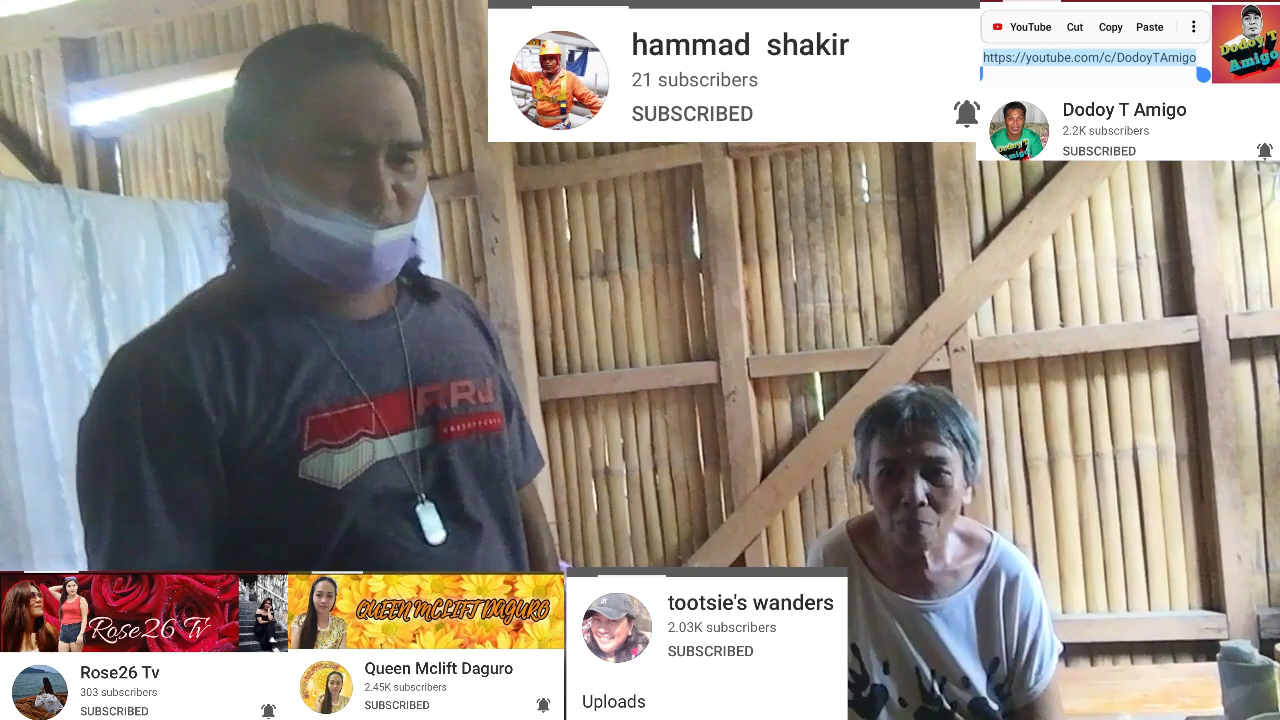 hammad shakir
21 subscribers
SUBSCRIBED
YouTube Cut Copy Paste
https://youtube.com/c/DodoyTAmigo
Dodoy T
Amigo
Dodoy T Amigo
2.2K subscribers
SUBSCRIBED
Rose26 Tv
Rose26 Tv
303 subscribers
SUBSCRIBED
QUEEN MCLIFT DAGURO
Queen Mclift Daguro
2.45K subscribers
SUBSCRIBED
tootsie's wanders
2.03K subscribers
SUBSCRIBED
Uploads